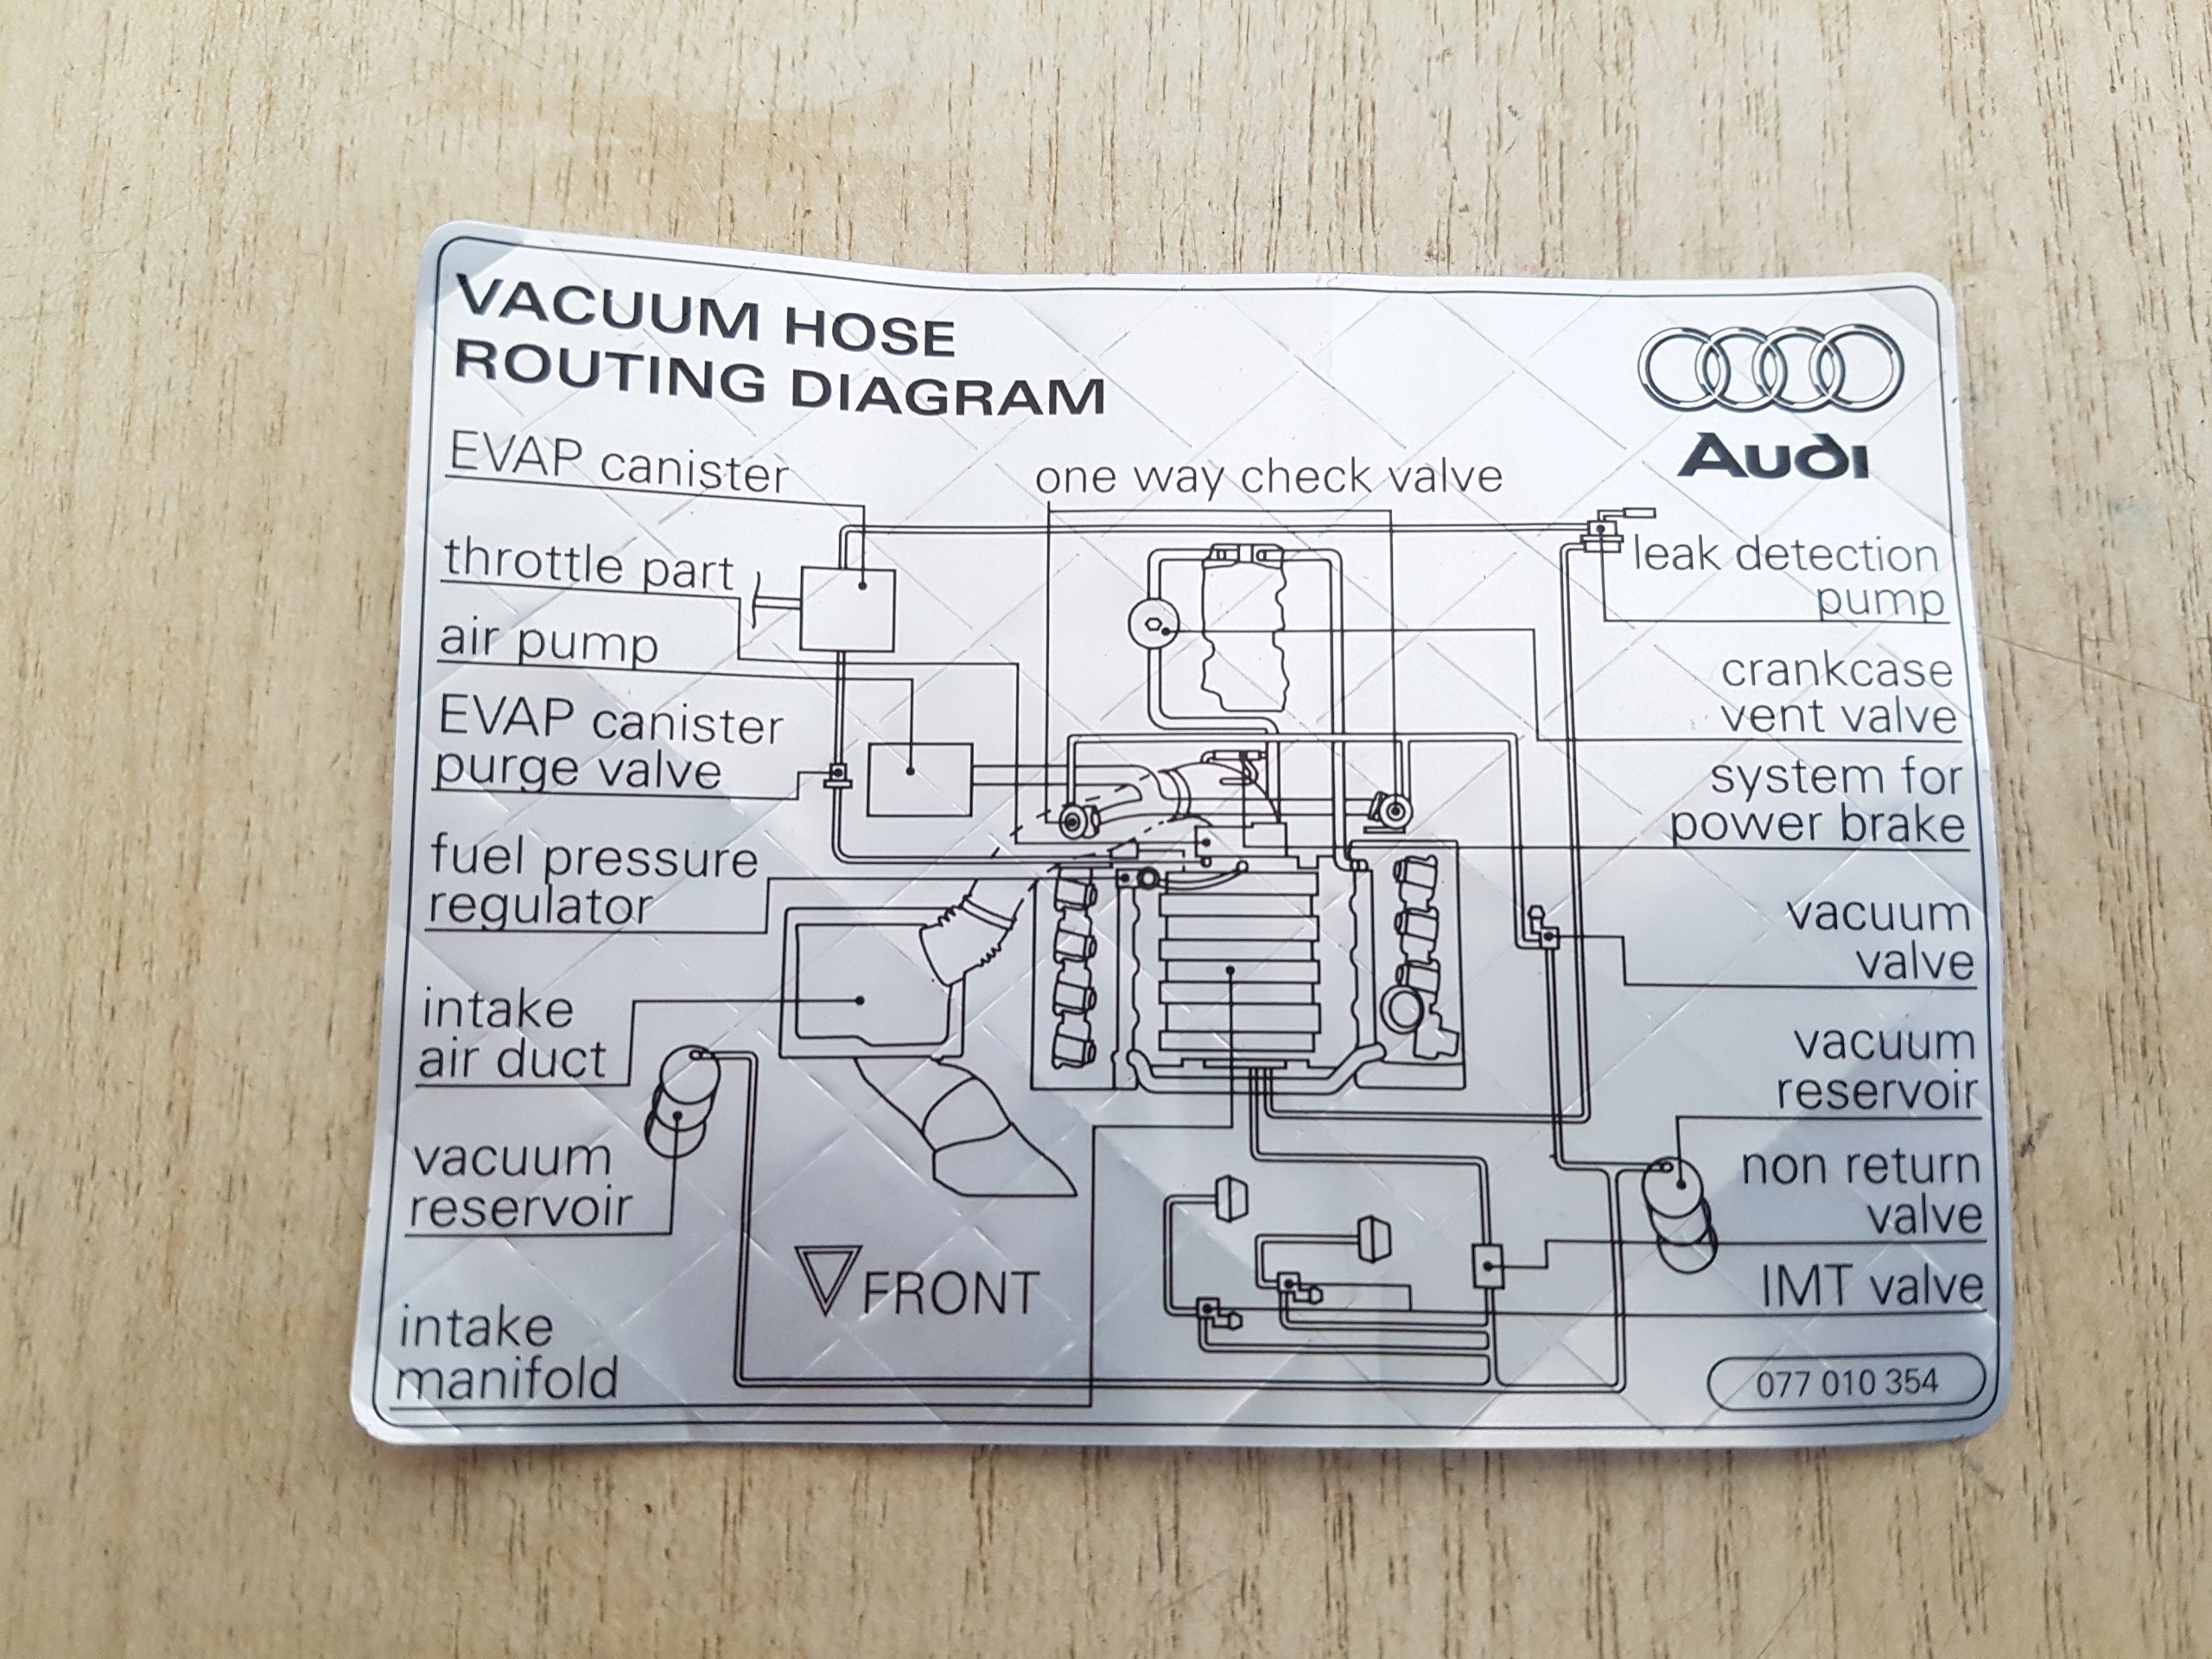 VACUUM HOSE
ROUTING DIAGRAM
Audi
EVAP canister
one way check valve
throttle part
leak detection
pump
air pump
crankcase
vent valve
EVAP canister
purge valve
system for
power brake
fuel pressure
regulator
vacuum
valve
intake
air duct
vacuum
reservoir
vacuum
reservoir
non return
valve
FRONT
IMT valve
intake
manifold
077 010 354